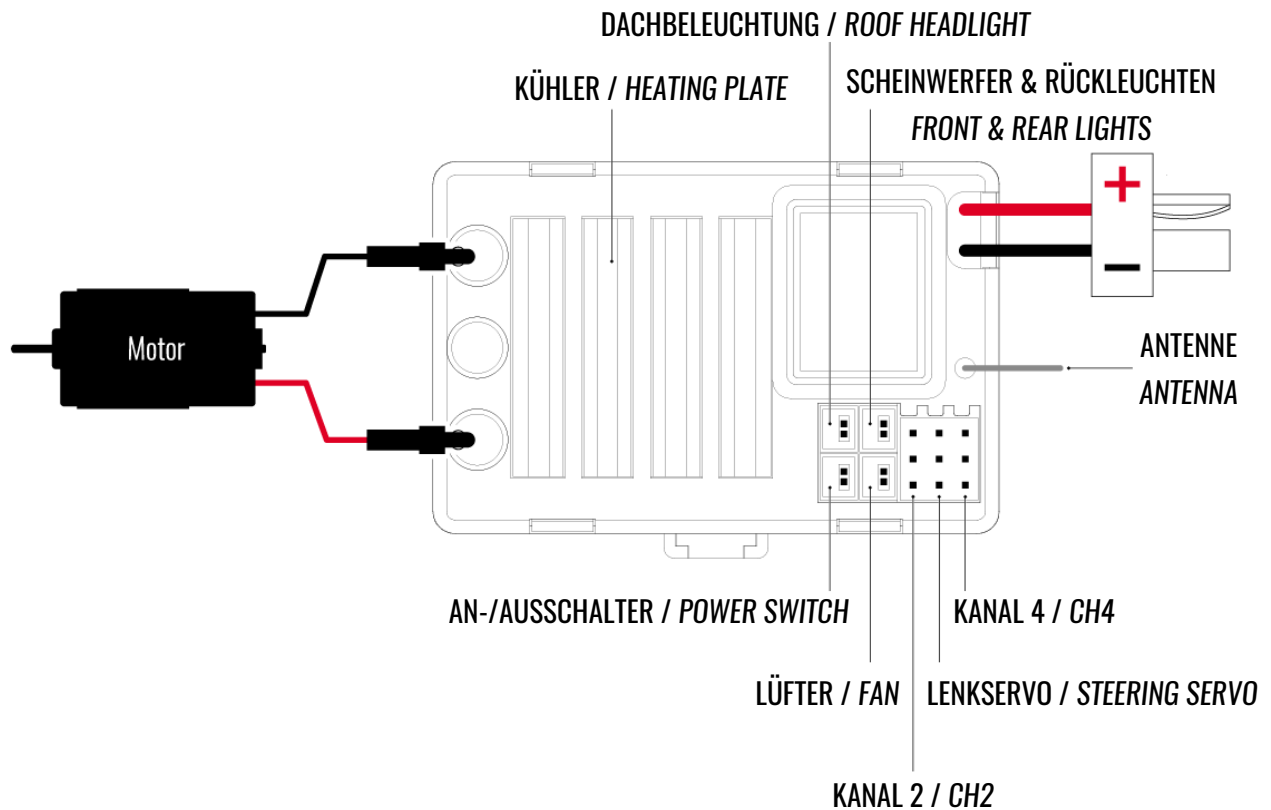 DACHBELEUCHTUNG / ROOF HEADLIGHT
KÜHLER / HEATING PLATE
SCHEINWERFER & RÜCKLEUCHTEN
FRONT & REAR LIGHTS
+
−
Motor
ANTENNE
ANTENNA
AN-/AUSSCHALTER / POWER SWITCH
KANAL 4 / CH4
LÜFTER / FAN
LENKSERVO / STEERING SERVO
KANAL 2 / CH2